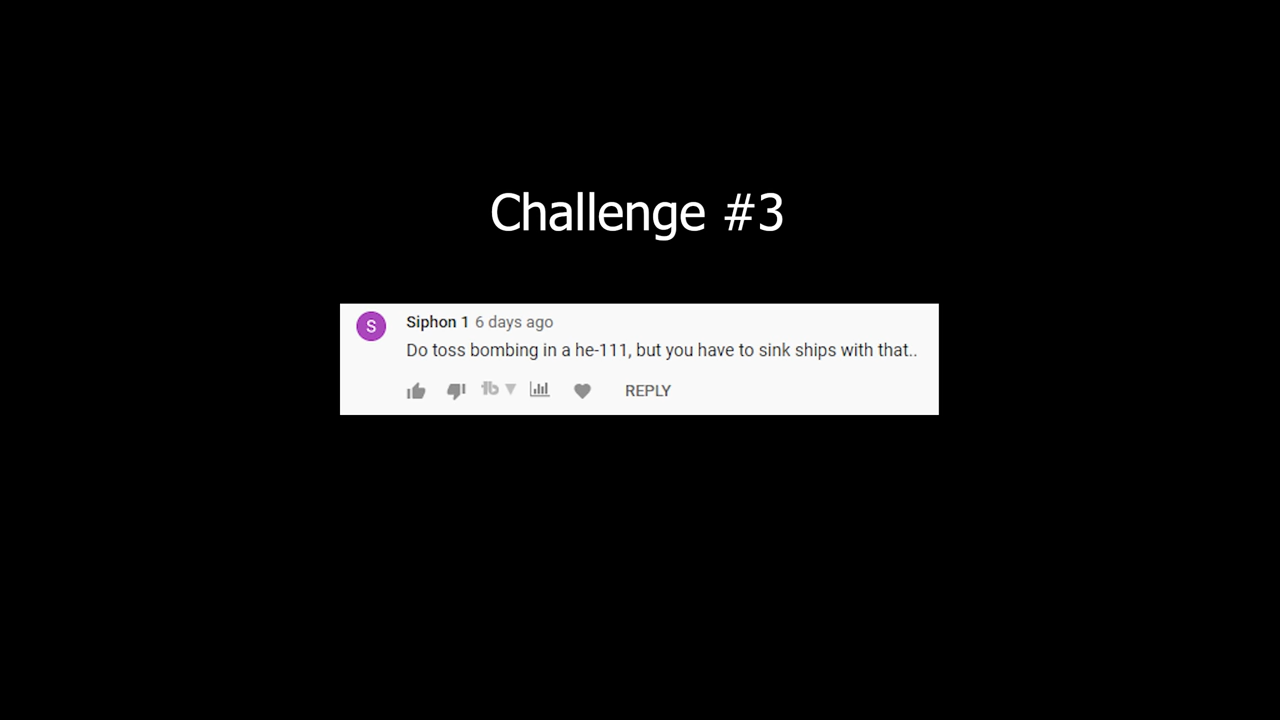 Challenge #3
S
Siphon 1 6 days ago
Do toss bombing in a he-111, but you have to sink ships with that..
tb
REPLY